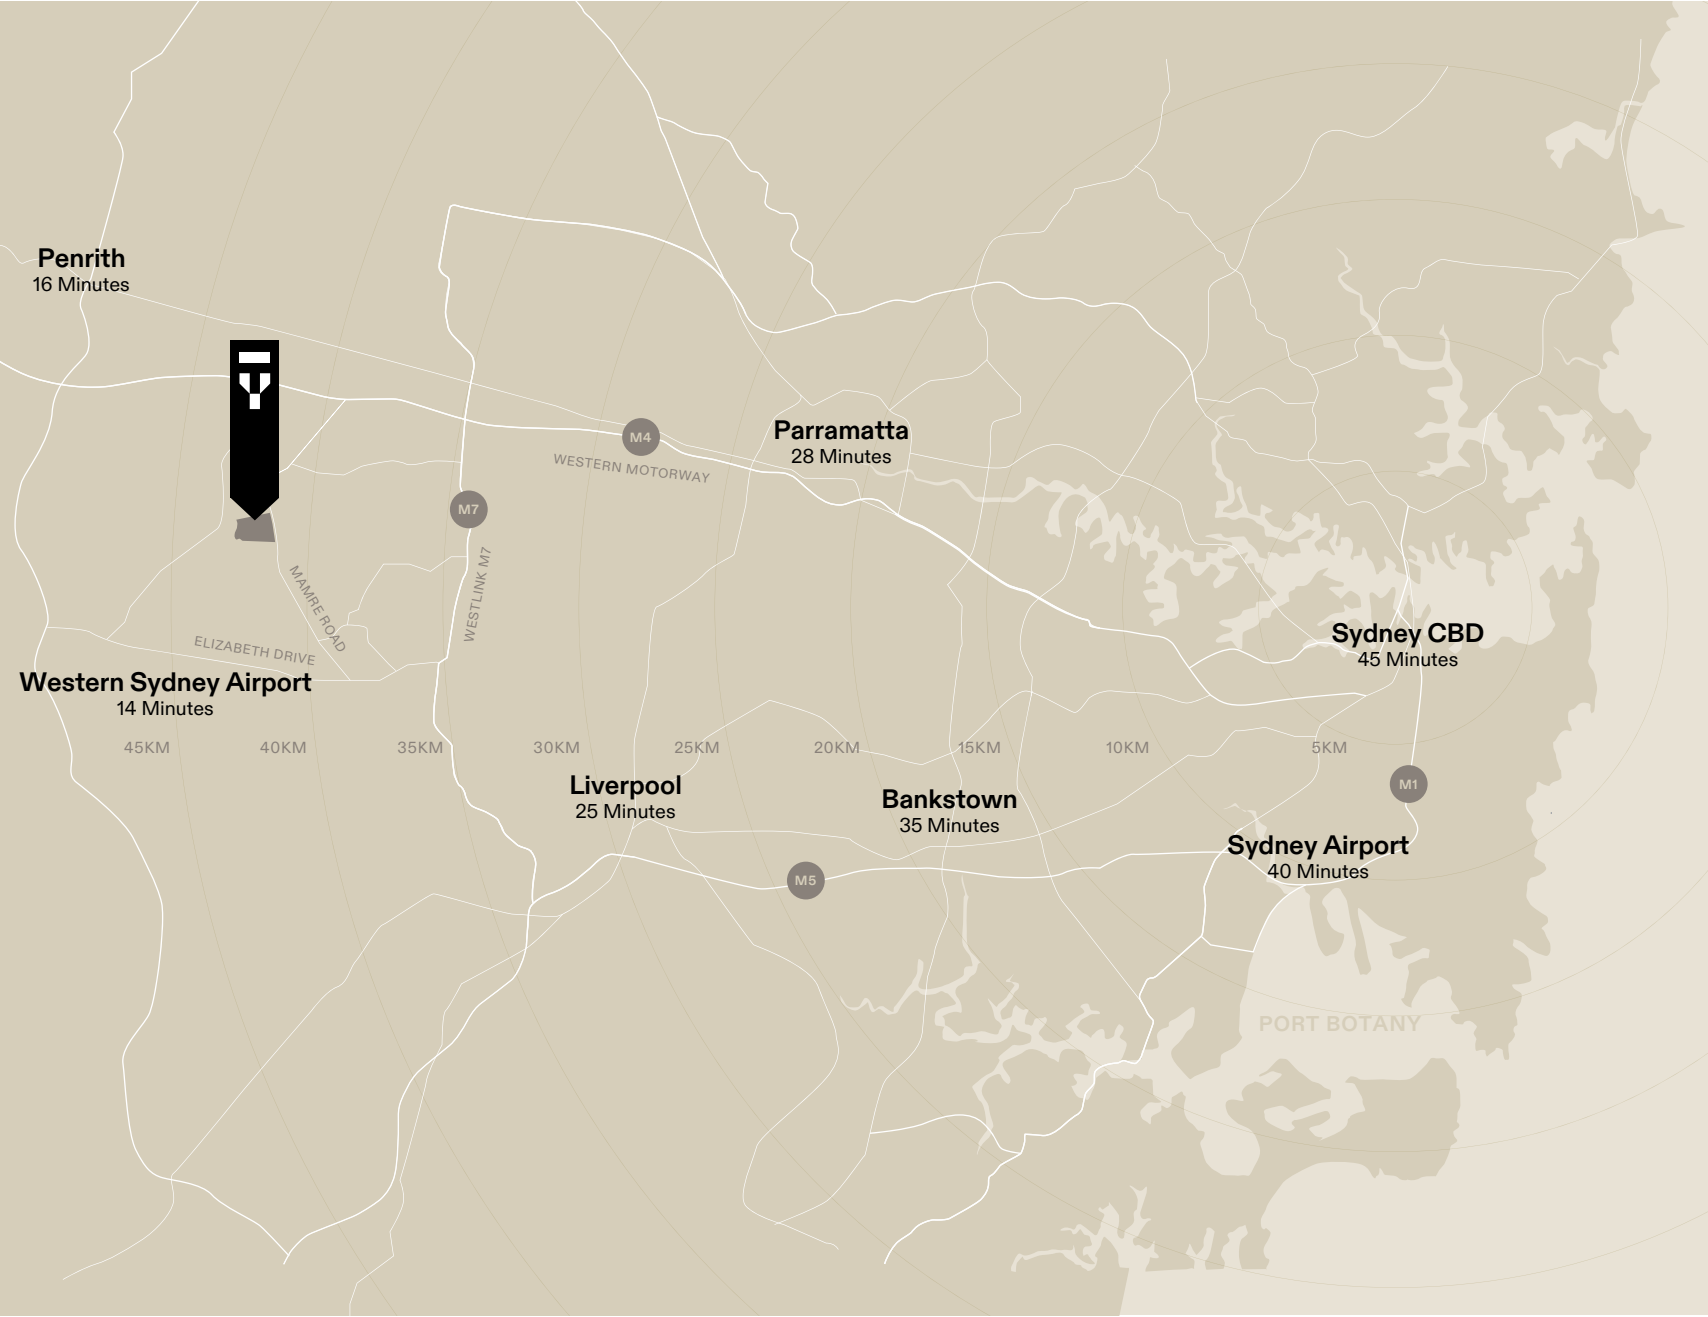 Penrith
16 Minutes
M4
WESTERN MOTORWAY
Parramatta
28 Minutes
M7
WESTLINK M7
MAMRE ROAD
ELIZABETH DRIVE
Sydney CBD
45 Minutes
Western Sydney Airport
14 Minutes
45KM
40KM
35KM
30KM
25KM
20KM
15KM
10KM
5KM
Liverpool
25 Minutes
Bankstown
35 Minutes
M1
Sydney Airport
40 Minutes
M5
PORT BOTANY